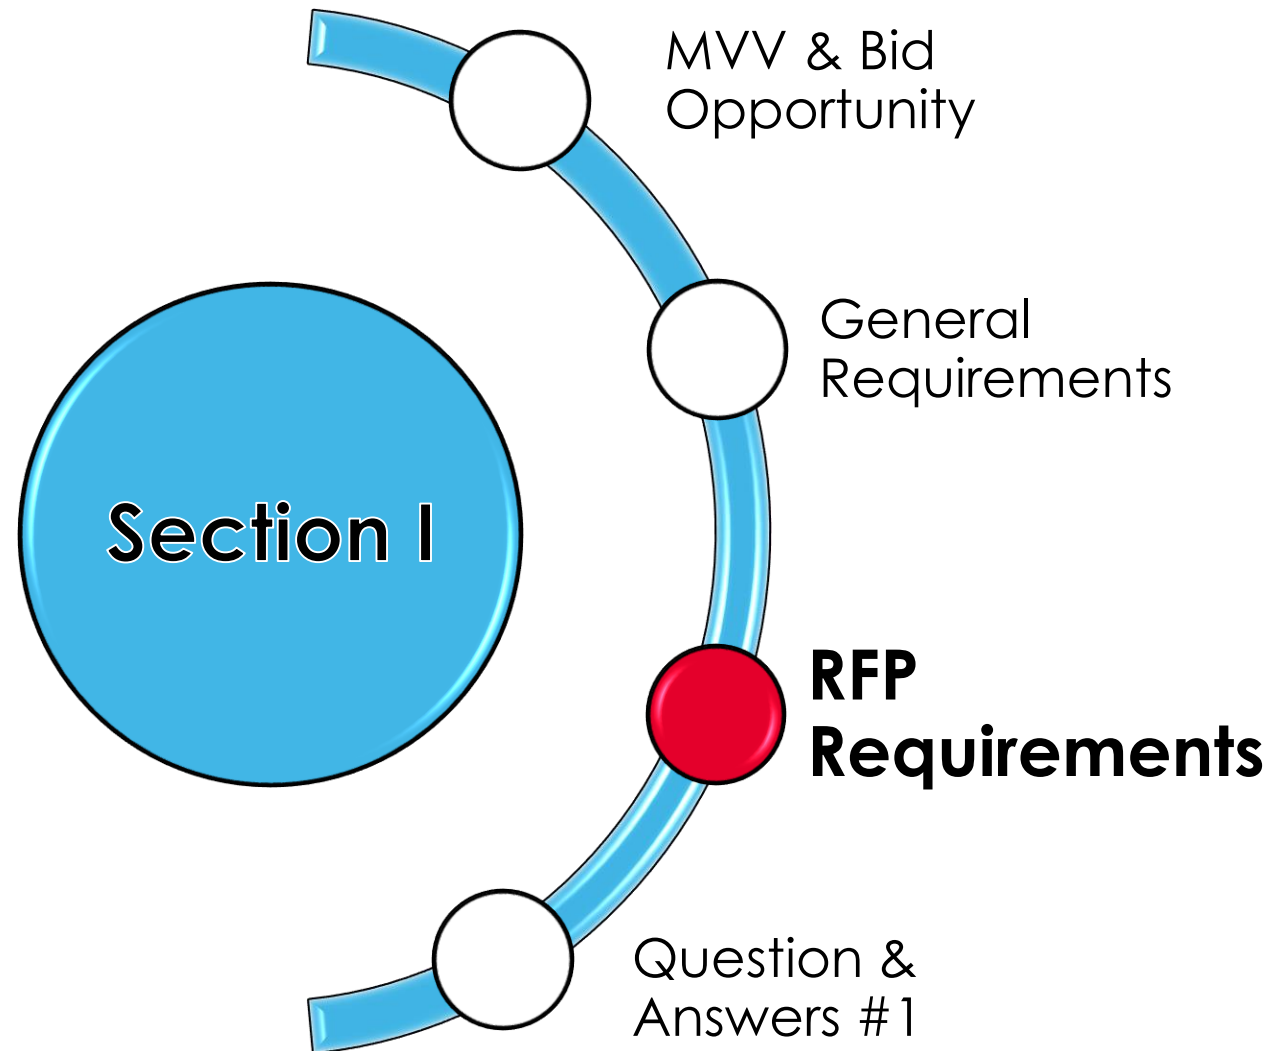 MVV & Bid
Opportunity
General
Requirements
Section I
RFP
Requirements
Question &
Answers #1